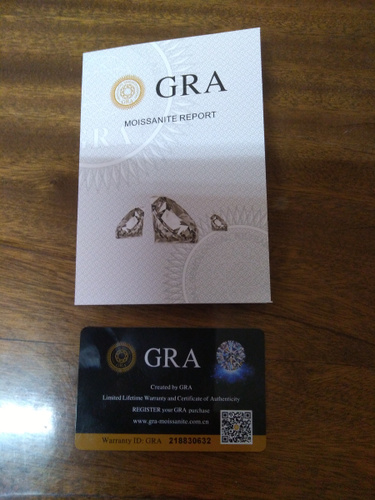 GRA
MOISSANITE REPORT
GRA
Created by GRA
Limited Lifetime Warranty and Certificate of Authenticity
REGISTER your GRA purchase
www.gra-moissanite.com.cn
Warranty ID: GRA 218830632